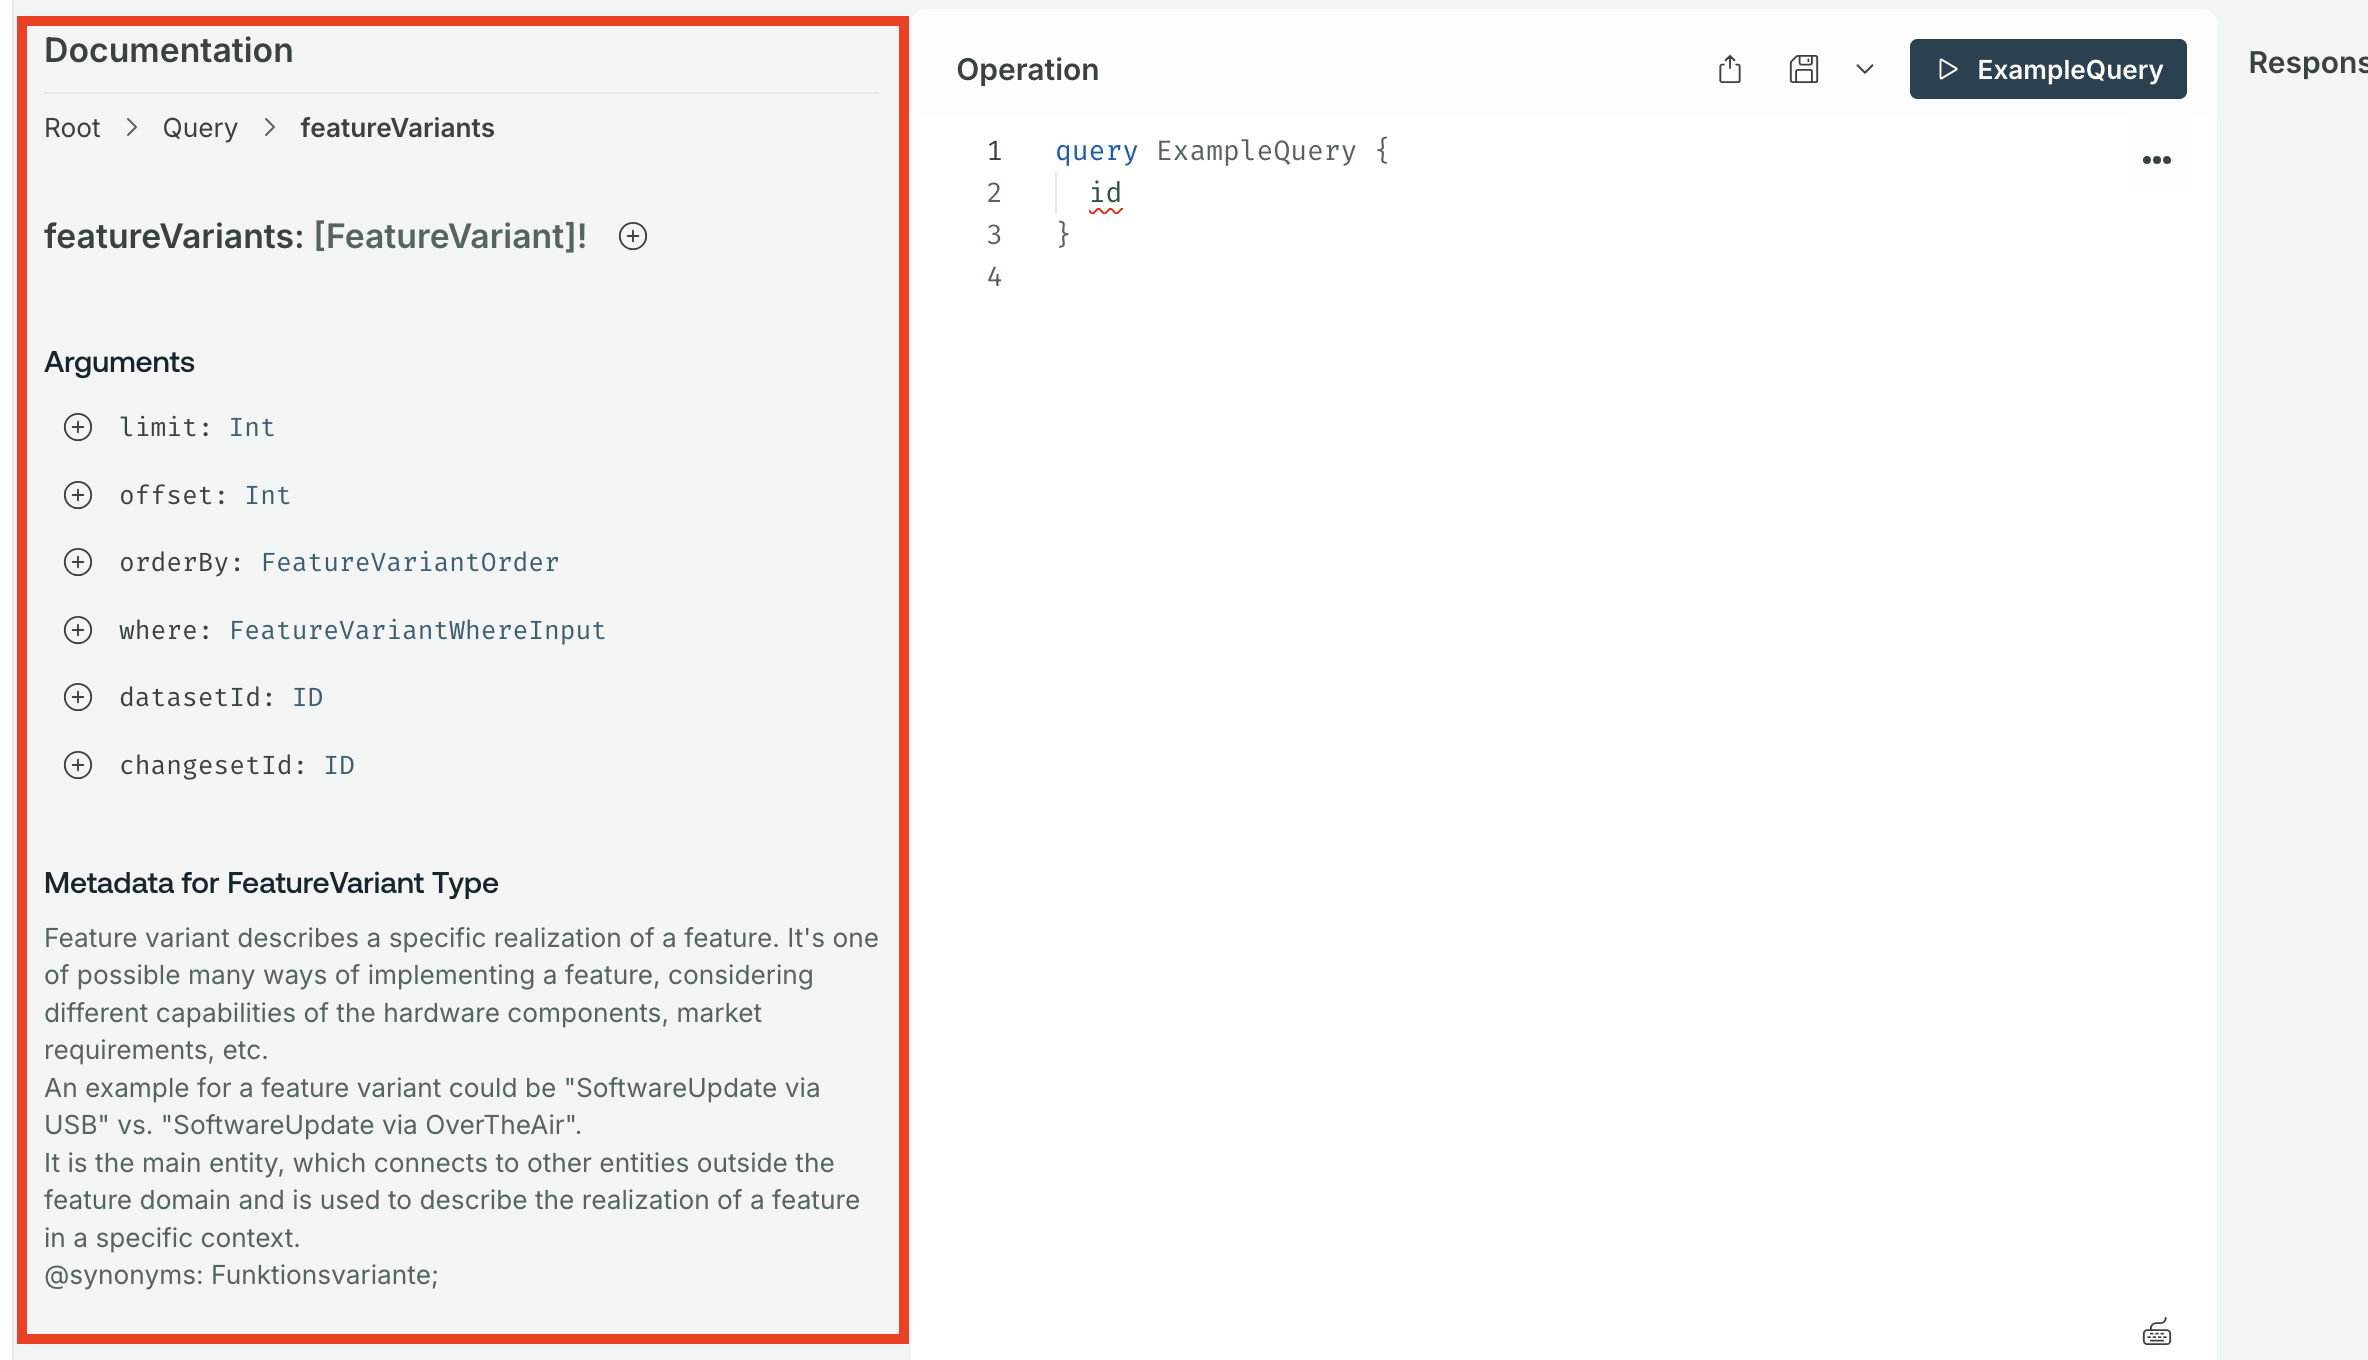 Documentation
Root > Query > featureVariants
featureVariants: [FeatureVariant]!
Arguments
limit: Int
offset: Int
orderBy: FeatureVariantOrder
where: FeatureVariantWhereInput
datasetId: ID
changesetId: ID
Metadata for FeatureVariant Type
Feature variant describes a specific realization of a feature. It's one
of possible many ways of implementing a feature, considering
different capabilities of the hardware components, market
requirements, etc.
An example for a feature variant could be "SoftwareUpdate via
USB" vs. "SoftwareUpdate via OverTheAir".
It is the main entity, which connects to other entities outside the
feature domain and is used to describe the realization of a feature
in a specific context.
@synonyms: Funktionsvariante;
Operation
ExampleQuery
1 query ExampleQuery {
2 id
3 }
4
Respons